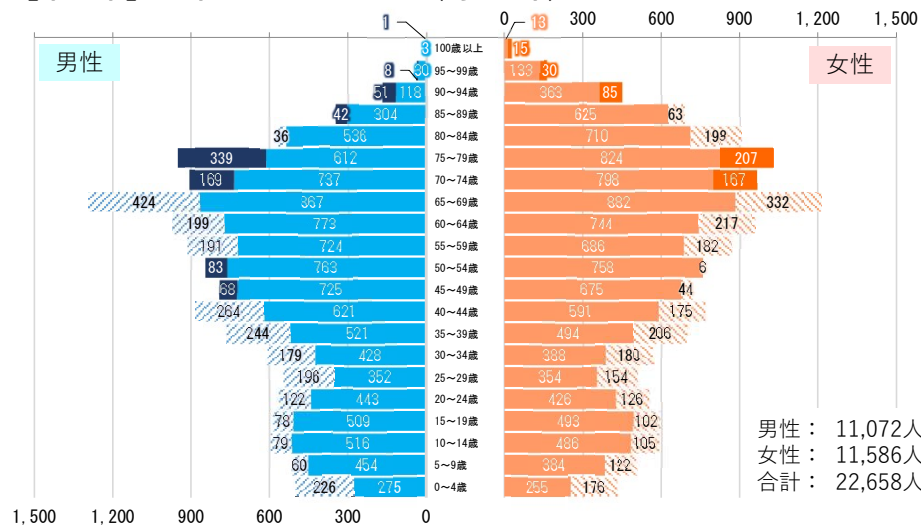 0 300 600 900 1,200 1,500
男性
女性
1 13
3 100歳以上 15
8 30 95～99歳 133 30
51 118 90～94歳 363 85
42 304 85～89歳 625 63
36 536 80～84歳 710 199
339 612 75～79歳 824 207
169 737 70～74歳 798 167
424 867 65～69歳 882 332
199 773 60～64歳 744 217
191 724 55～59歳 686 182
83 763 50～54歳 758 6
68 725 45～49歳 675 44
264 621 40～44歳 591 175
244 521 35～39歳 494 206
179 428 30～34歳 388 180
196 352 25～29歳 354 154
122 443 20～24歳 426 126
78 509 15～19歳 493 102
79 516 10～14歳 486 105
60 454 5～9歳 384 122
226 275 0～4歳 255 176
男性： 11,072人
女性： 11,586人
合計： 22,658人
1,500 1,200 900 600 300 0